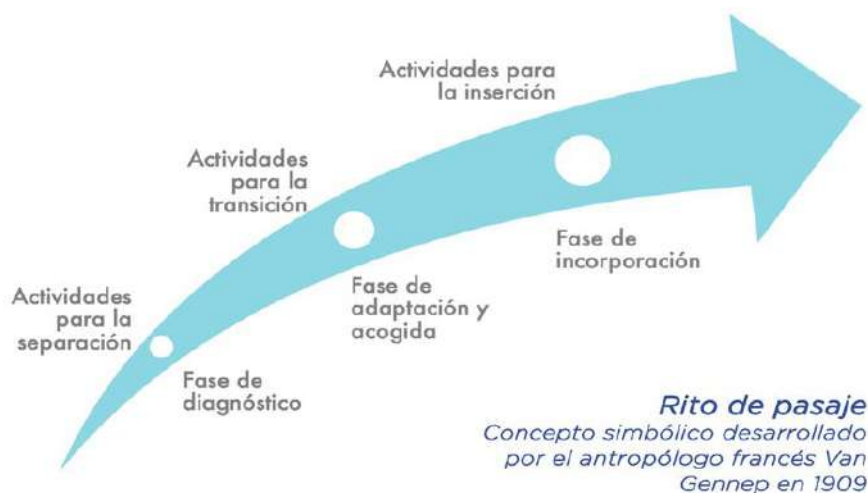 Actividades para
la inserción
Actividades
para la
transición
Fase de
incorporación
Actividades
para la
separación
Fase de
adaptación y
acogida
Fase de
diagnóstico
Rito de pasaje
Concepto simbólico desarrollado
por el antropólogo francés Van
Gennep en 1909